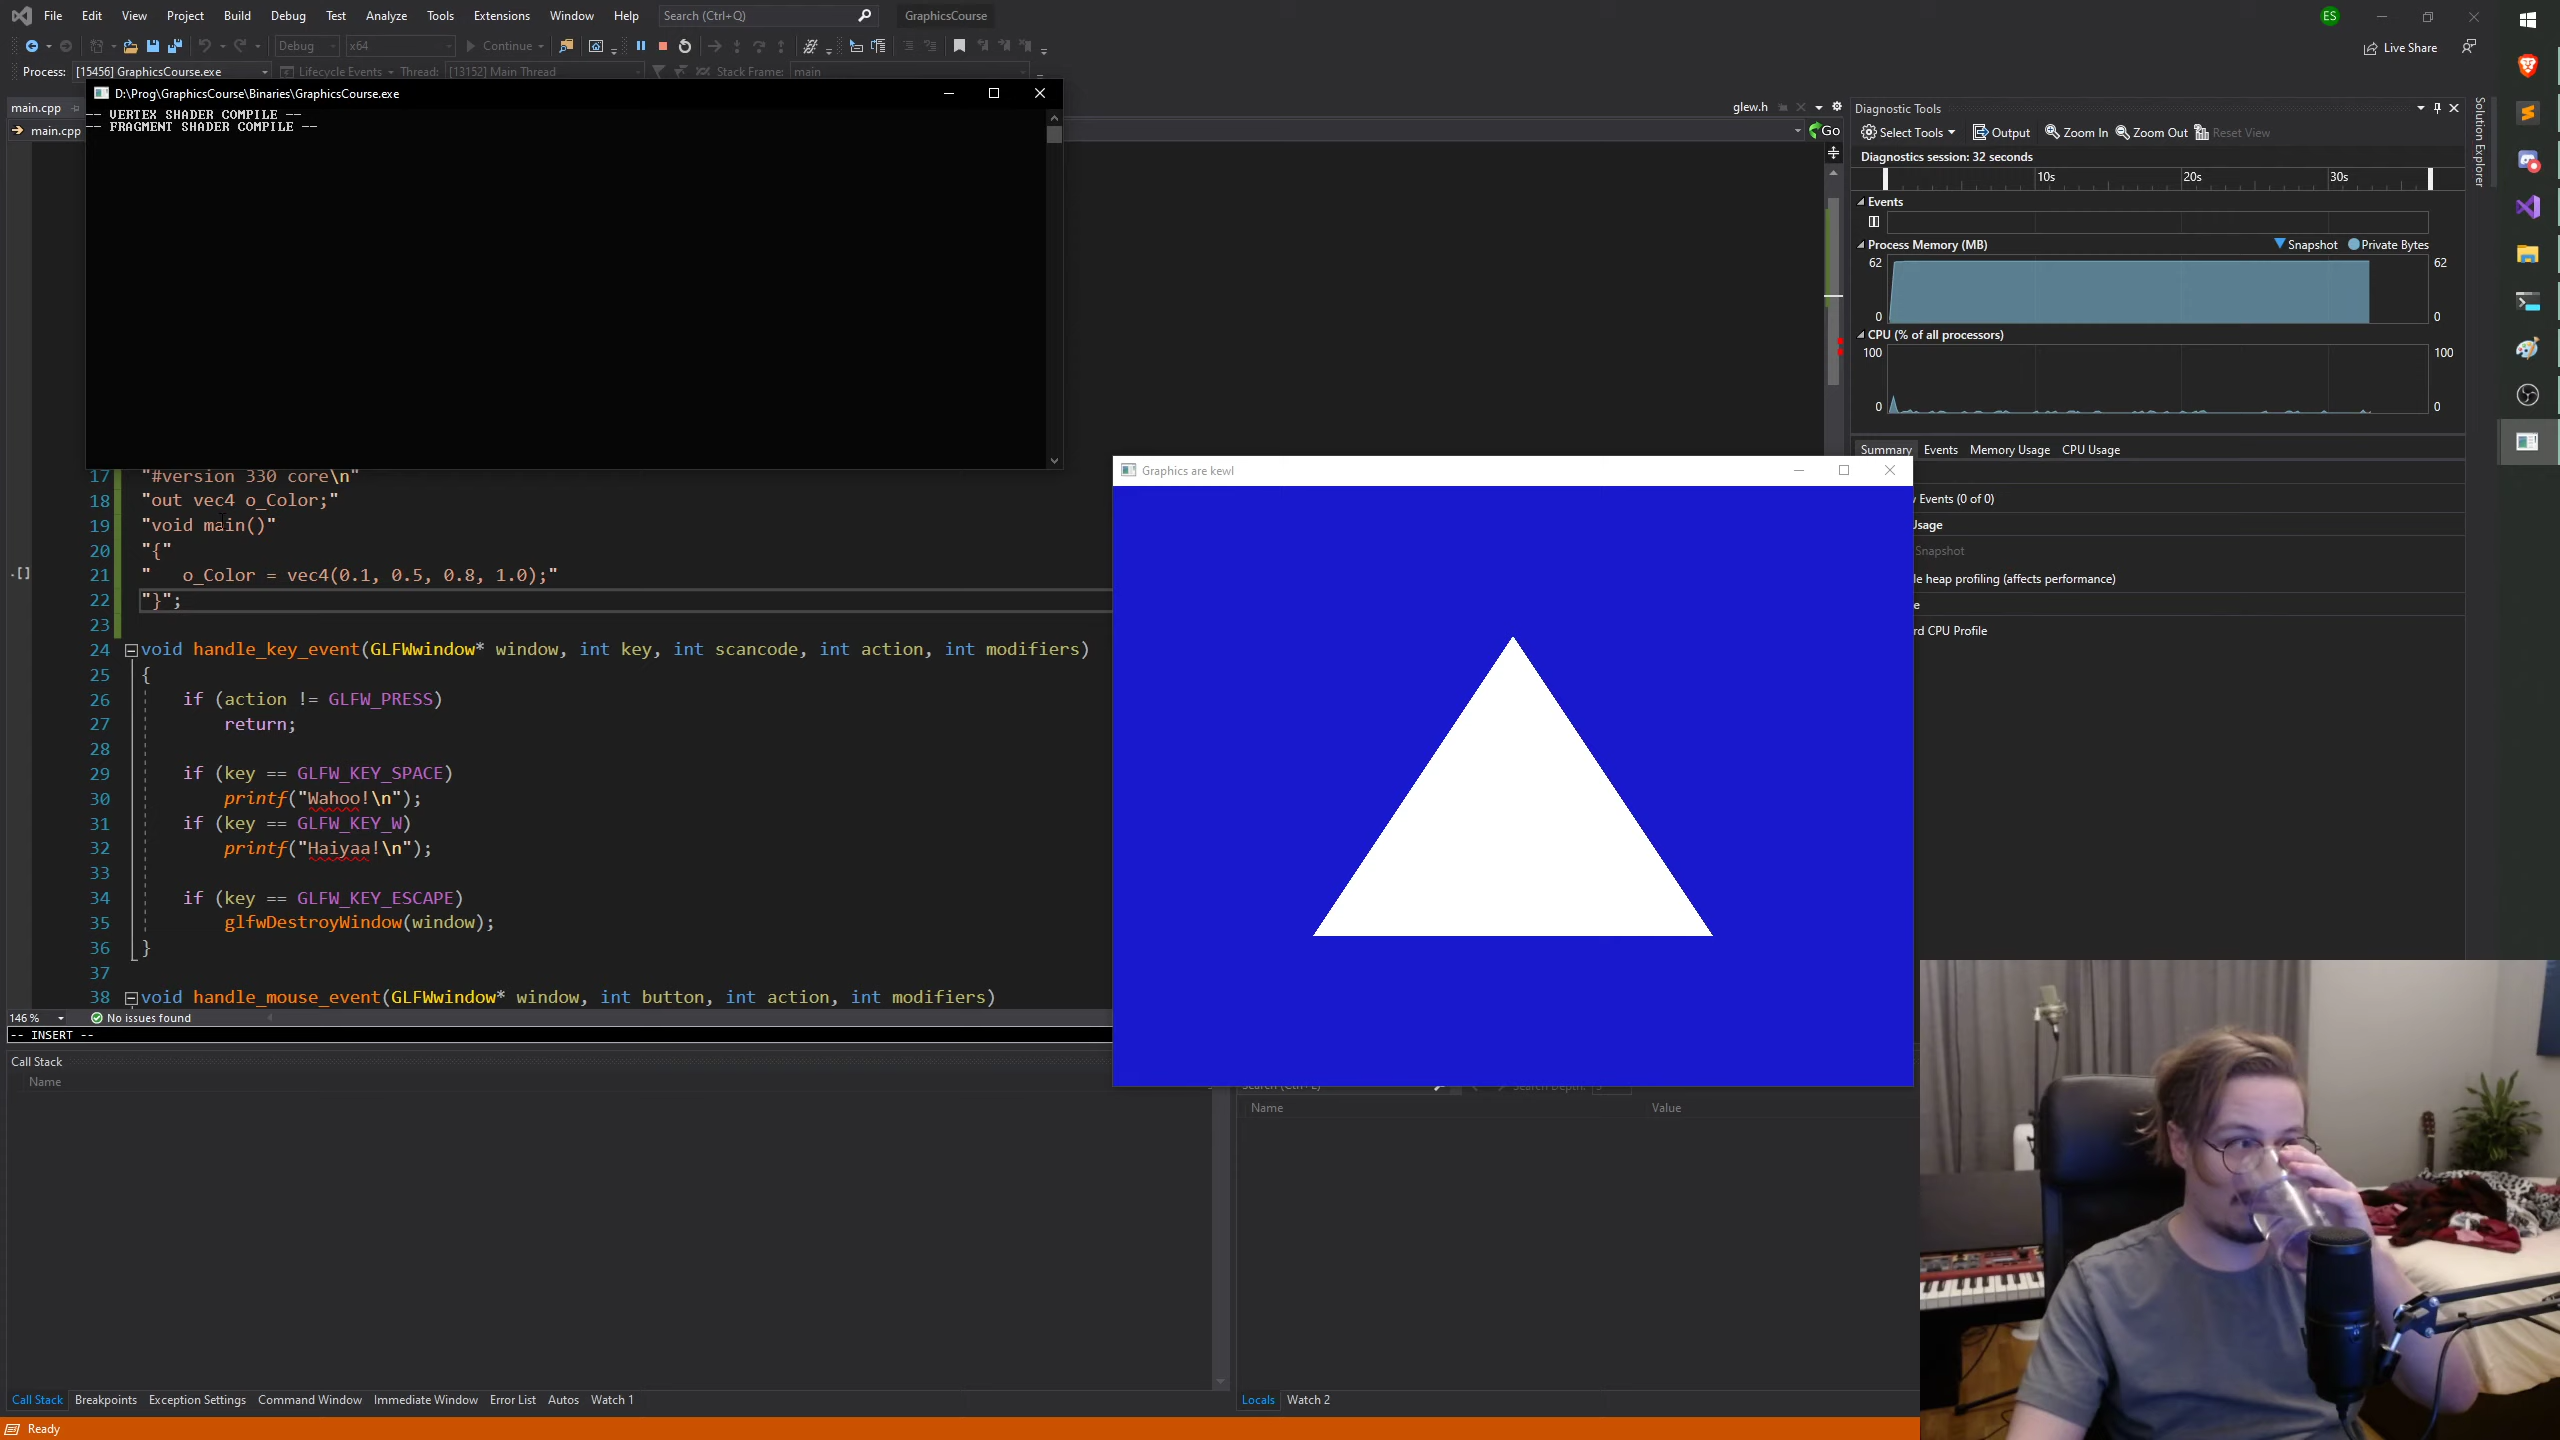 File Edit View Project Build Debug Test Analyze Tools Extensions Window Help Search (Ctrl+Q) GraphicsCourse ES
Debug x64 Continue Live Share
Process: [15456] GraphicsCourse.exe Lifecycle Events Thread: [13152] Main Thread Stack Frame: main
D:\Prog\GraphicsCourse\Binaries\GraphicsCourse.exe
-- VERTEX SHADER COMPILE --
-- FRAGMENT SHADER COMPILE --
main.cpp
main.cpp
glew.h
Go
17 "#version 330 core\n"
18 "out vec4 o_Color;"
19 "void main()"
20 "{"
21 "   o_Color = vec4(0.1, 0.5, 0.8, 1.0);"
22 "}";
23
24 void handle_key_event(GLFWwindow* window, int key, int scancode, int action, int modifiers)
25 {
26 if (action != GLFW_PRESS)
27 return;
28
29 if (key == GLFW_KEY_SPACE)
30 printf("Wahoo!\n");
31 if (key == GLFW_KEY_W)
32 printf("Haiyaa!\n");
33
34 if (key == GLFW_KEY_ESCAPE)
35 glfwDestroyWindow(window);
36 }
37
38 void handle_mouse_event(GLFWwindow* window, int button, int action, int modifiers)
146 % No issues found
-- INSERT --
Call Stack
Name
Call Stack Breakpoints Exception Settings Command Window Immediate Window Error List Autos Watch 1
Ready
Graphics are kewl
Name Value
Locals Watch 2
Diagnostic Tools
Select Tools Output Zoom In Zoom Out Reset View
Diagnostics session: 32 seconds
10s 20s 30s
Events
Process Memory (MB) Snapshot Private Bytes
62 62
0 0
CPU (% of all processors)
100 100
0 0
Summary Events Memory Usage CPU Usage
Events (0 of 0)
Usage
Snapshot
heap profiling (affects performance)
CPU Profile
Solution Explorer